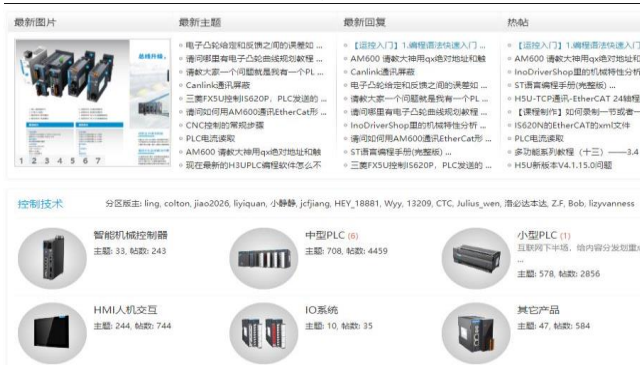 最新图片
最新主题
最新回复
热帖
总线升级,
1 2 3 4 5 6 7 8 9
电子凸轮给定和反馈之间的误差如 ...
请问哪里有电子凸轮曲线规划教程 ...
请教大家一个问题就是我有一个PL ...
Canlink通讯屏蔽
三菱FX5U控制IS620P,PLC发送的 ...
请问如何用AM600通讯EtherCat形 ...
CNC控制的常规步骤
PLC电流读取
AM600 请教大神用qx绝对地址和触
现在最新的H3UPLC编程软件怎么不
【运控入门】1.编程语法快速入门 ...
AM600 请教大神用qx绝对地址和触
Canlink通讯屏蔽
电子凸轮给定和反馈之间的误差如 ...
请教大家一个问题就是我有一个PL ...
请问哪里有电子凸轮曲线规划教程 ...
InoDriverShop里的机械特性分析 ...
请问如何用AM600通讯EtherCat形 ...
ST语言编程手册(完整版) ...
三菱FX5U控制IS620P,PLC发送的 ...
【运控入门】1.编程语法快速入门
AM600 请教大神用qx绝对地址和
InoDriverShop里的机械特性分析
ST语言编程手册(完整版) ...
H5U-TCP通讯-EtherCAT 24轴程
【课程制作】如何录制一节或者一
IS620N的EtherCAT的xml文件
PLC电流读取
多功能系列教程(十三)——3.4
H5U新版本V4.1.15.0问题
控制技术
分区版主: ling, colton, jiao2026, liyiquan, 小静静, jcfjiang, HEY_18881, Wyy, 13209, CTC, Julius_wen, 潛必达本达, Z.F, Bob, lizyvanness
智能机械控制器
主题: 33, 帖数: 243
中型PLC (6)
主题: 708, 帖数: 4459
小型PLC (1)
互联网下半场,给内容分发划重点
...
主题: 578, 帖数: 2856
HMI人机交互
主题: 244, 帖数: 744
IO系统
主题: 10, 帖数: 35
其它产品
主题: 47, 帖数: 584